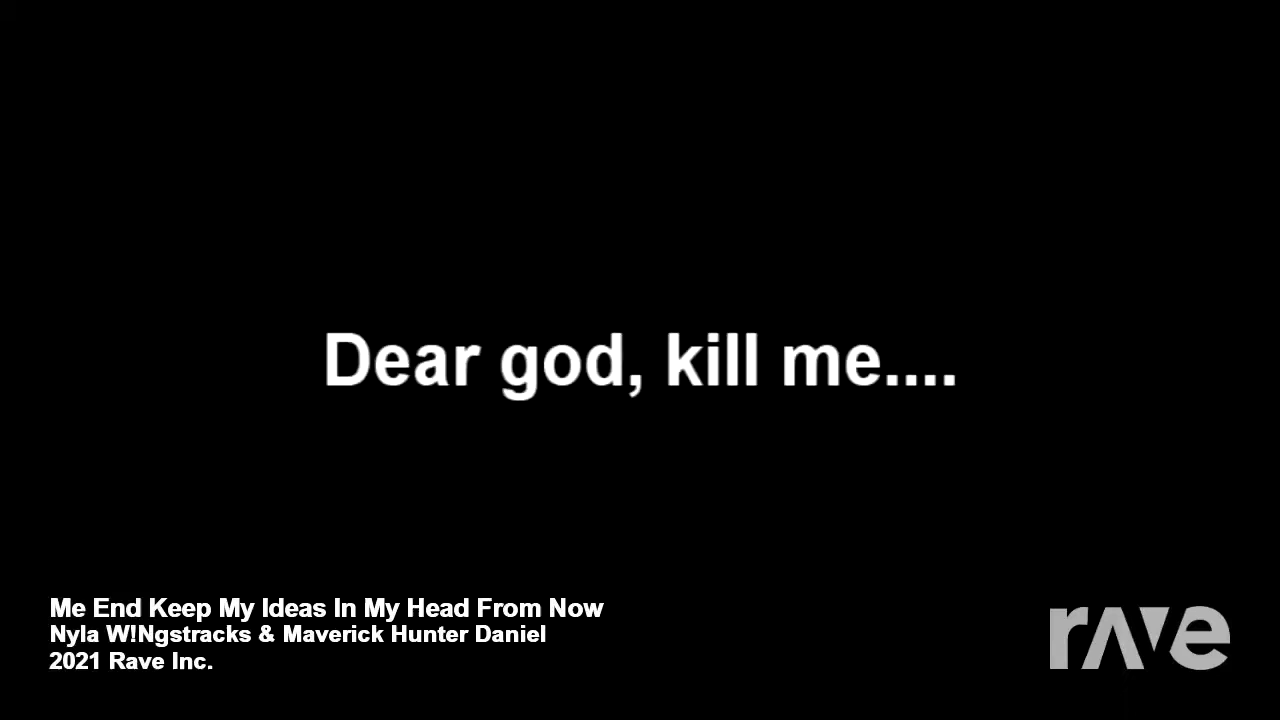 Dear god, kill me....
Me End Keep My Ideas In My Head From Now
Nyla W!Ngstracks & Maverick Hunter Daniel
2021 Rave Inc.
rave